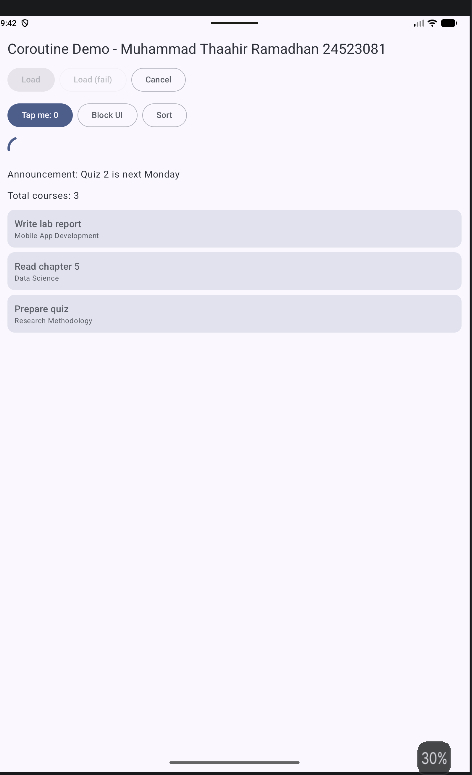 9:42
Coroutine Demo - Muhammad Thaahir Ramadhan 24523081
Load Load (fail) Cancel
Tap me: 0 Block UI Sort
Announcement: Quiz 2 is next Monday
Total courses: 3
Write lab report
Mobile App Development
Read chapter 5
Data Science
Prepare quiz
Research Methodology
30%